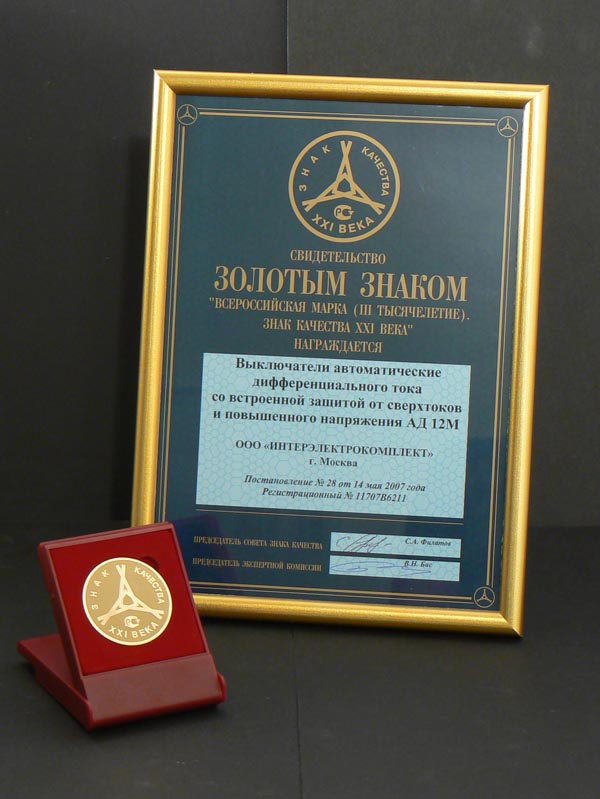 ЗНАК КАЧЕСТВА
РСТ
XXI ВЕКА
СВИДЕТЕЛЬСТВО
ЗОЛОТЫМ ЗНАКОМ
"ВСЕРОССИЙСКАЯ МАРКА (III ТЫСЯЧЕЛЕТИЕ).
ЗНАК КАЧЕСТВА XXI ВЕКА"
НАГРАЖДАЕТСЯ
Выключатели автоматические
дифференциального тока
со встроенной защитой от сверхтоков
и повышенного напряжения АД 12М
ООО «ИНТЕРЭЛЕКТРОКОМПЛЕКТ»
г. Москва
Постановление № 28 от 14 мая 2007 года
Регистрационный № 11707В6211
ПРЕДСЕДАТЕЛЬ СОВЕТА ЗНАКА КАЧЕСТВА С.А. Филатов
ПРЕДСЕДАТЕЛЬ ЭКСПЕРТНОЙ КОМИССИИ В.Н. Бас
ЗНАК КАЧЕСТВА
РСТ
XXI ВЕКА